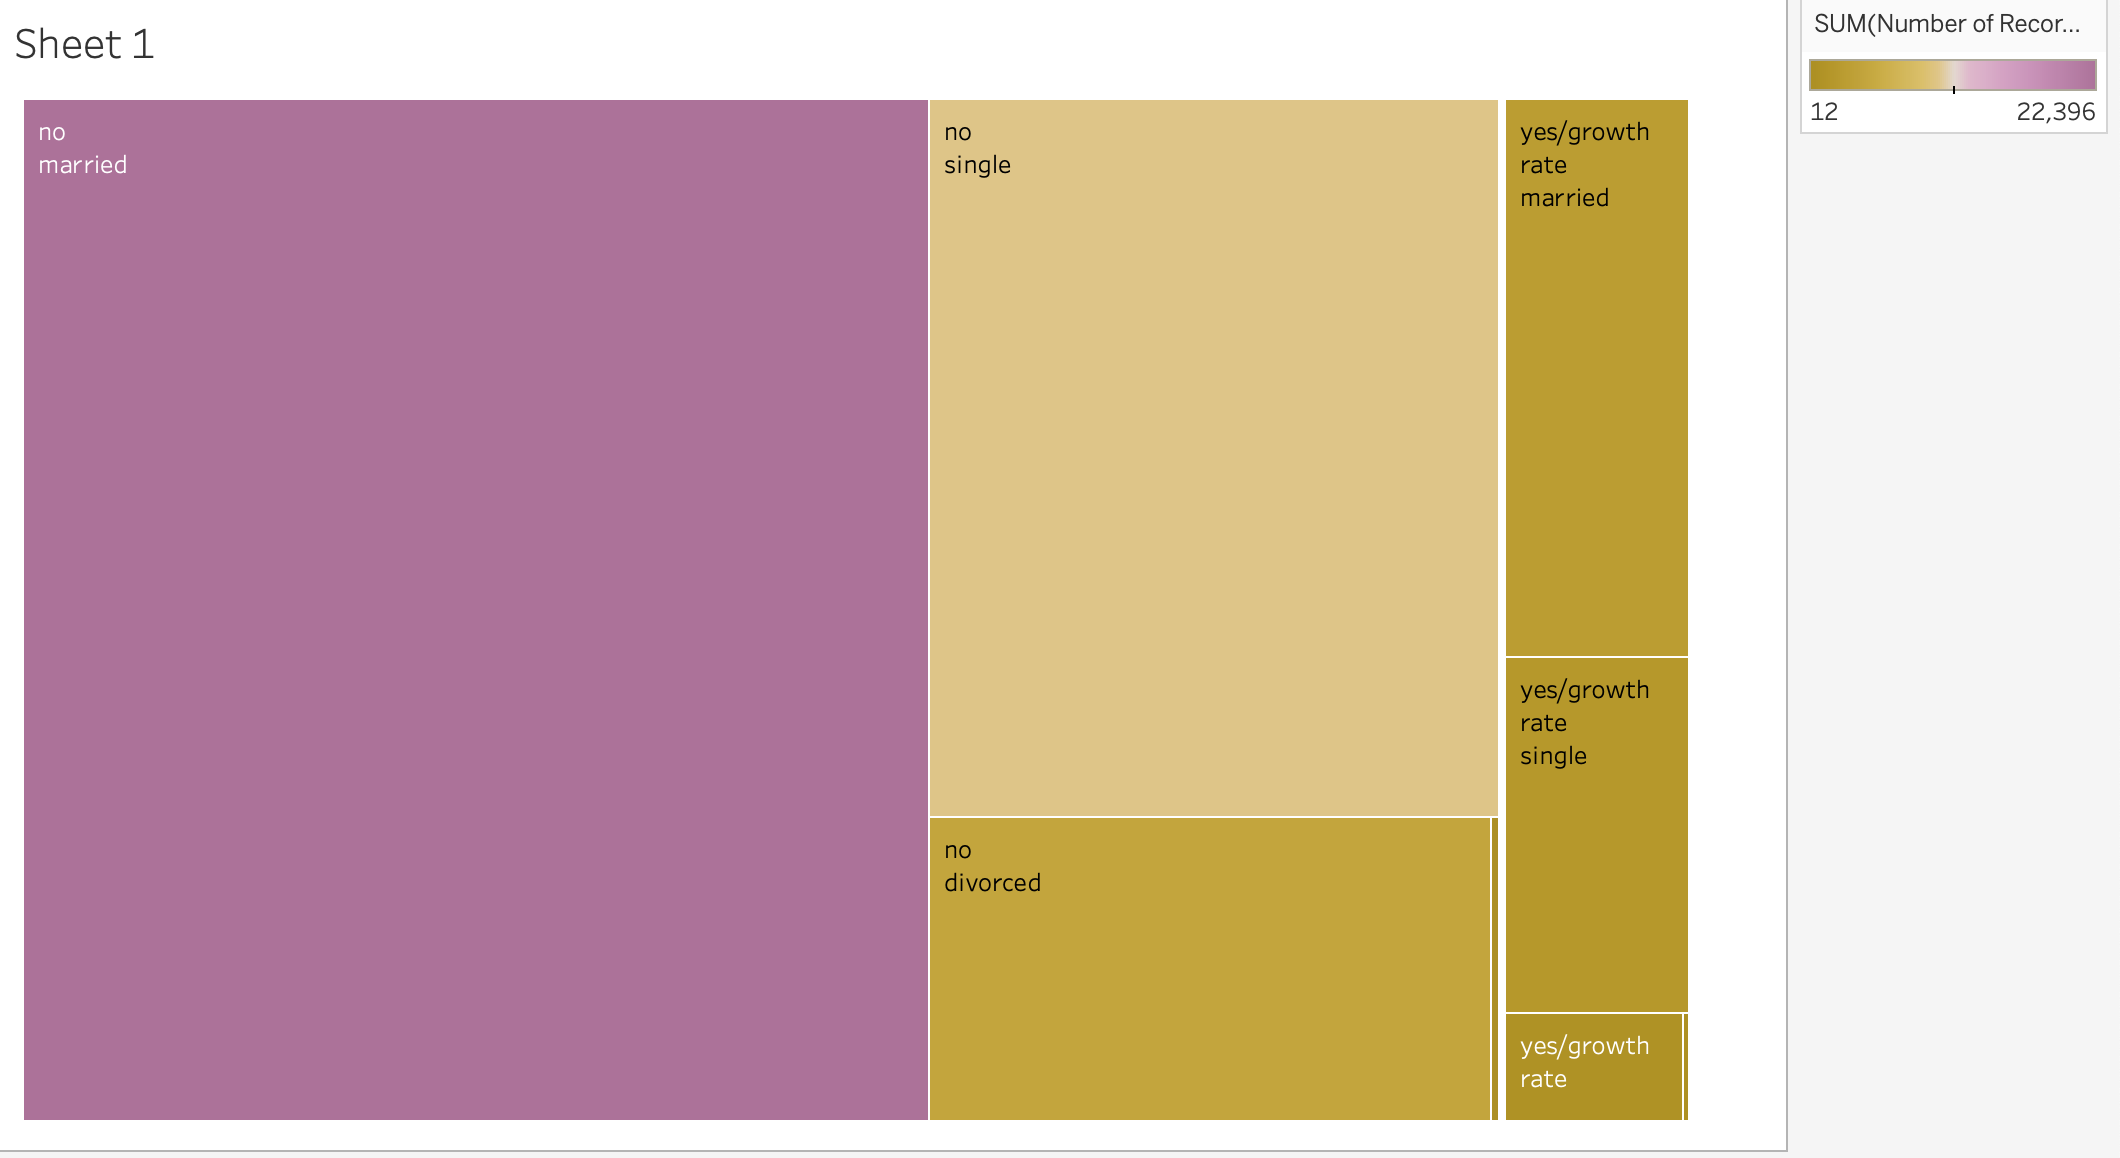 Sheet 1
no
married
no
single
no
divorced
yes/growth
rate
married
yes/growth
rate
single
yes/growth
rate
SUM(Number of Recor...
12
22,396